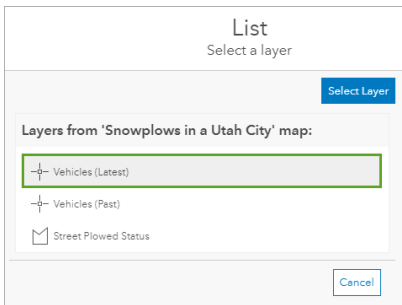 List
Select a layer
Select Layer
Layers from 'Snowplows in a Utah City' map:
Vehicles (Latest)
Vehicles (Past)
Street Plowed Status
Cancel